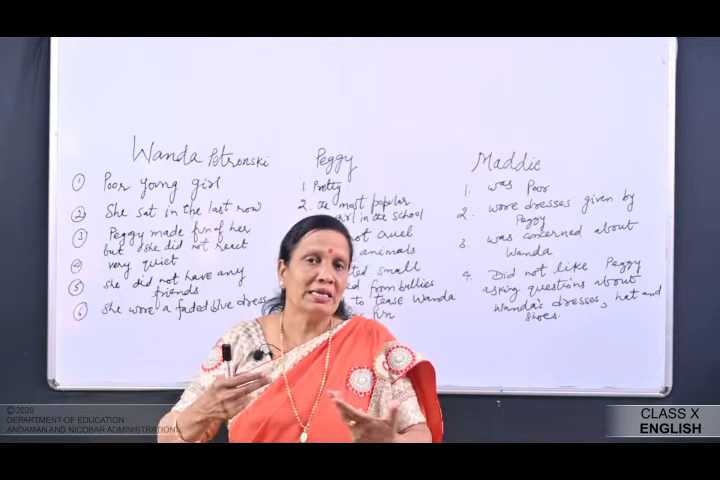 Wanda Petronski
① Poor young girl
② She sat in the last row
③ Peggy made fun of her
but she did not react
④ very quiet
⑤ She did not have any
friends
⑥ She wore a faded blue dress
Peggy
1. Pretty
2. the most popular
girl in the school
not cruel
animals
small
from bullies
to tease Wanda
fun
Maddie
1. was Poor
2. wore dresses given by
Peggy
3. was concerned about
Wanda
4. Did not like Peggy
asking questions about
Wanda's dresses, hat and
shoes.
©2020
DEPARTMENT OF EDUCATION
ANDAMAN AND NICOBAR ADMINISTRATION
CLASS X
ENGLISH